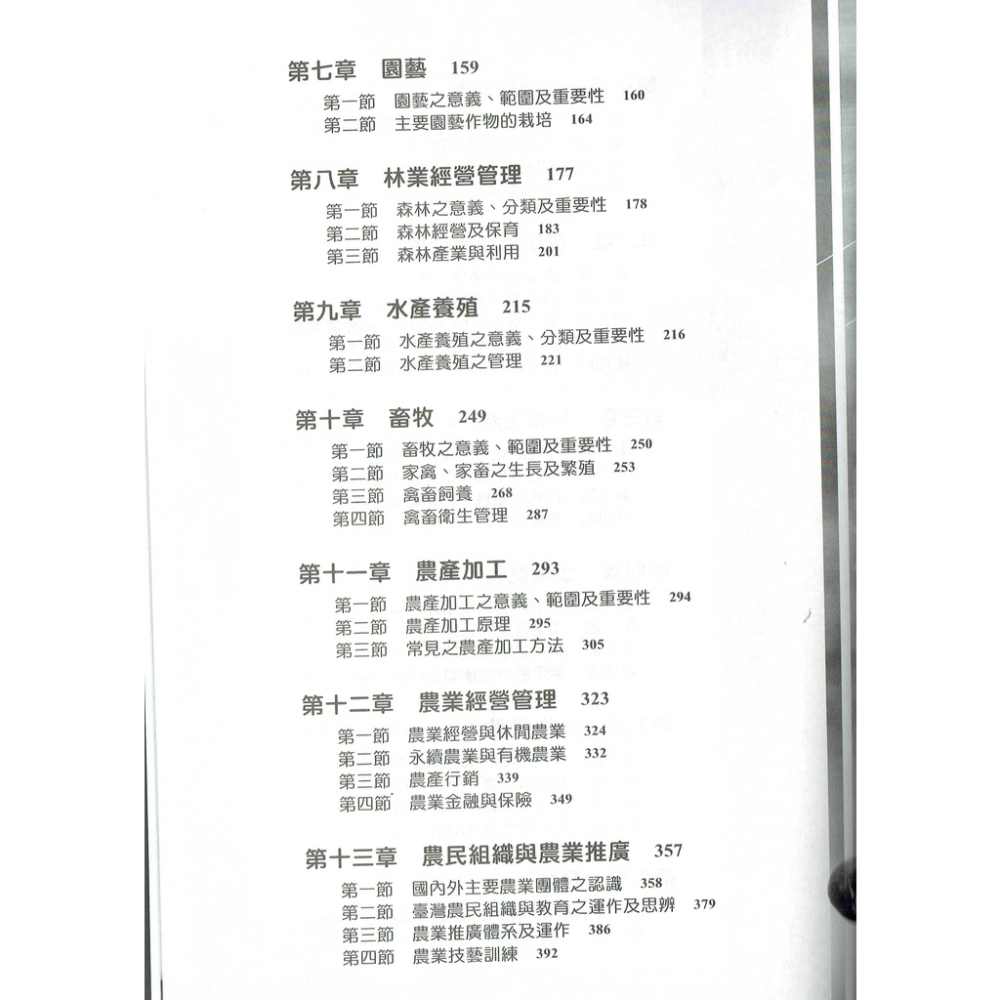 第七章 園藝 159
第一節 園藝之意義、範圍及重要性 160
第二節 主要園藝作物的栽培 164
第八章 林業經營管理 177
第一節 森林之意義、分類及重要性 178
第二節 森林經營及保育 183
第三節 森林產業與利用 201
第九章 水產養殖 215
第一節 水產養殖之意義、分類及重要性 216
第二節 水產養殖之管理 221
第十章 畜牧 249
第一節 畜牧之意義、範圍及重要性 250
第二節 家禽、家畜之生長及繁殖 253
第三節 禽畜飼養 268
第四節 禽畜衛生管理 287
第十一章 農產加工 293
第一節 農產加工之意義、範圍及重要性 294
第二節 農產加工原理 295
第三節 常見之農產加工方法 305
第十二章 農業經營管理 323
第一節 農業經營與休閒農業 324
第二節 永續農業與有機農業 332
第三節 農產行銷 339
第四節 農業金融與保險 349
第十三章 農民組織與農業推廣 357
第一節 國內外主要農業團體之認識 358
第二節 臺灣農民組織與教育之運作及思辨 379
第三節 農業推廣體系及運作 386
第四節 農業技藝訓練 392